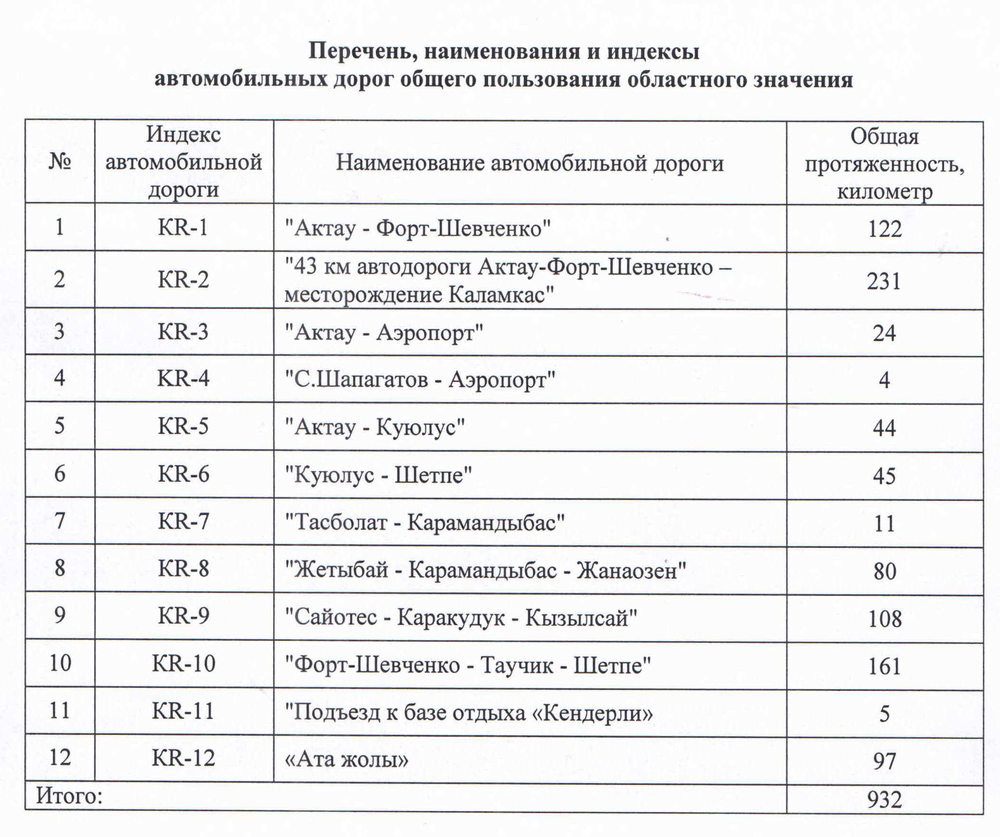 Перечень, наименования и индексы
автомобильных дорог общего пользования областного значения
№
Индекс
автомобильной
дороги
Наименование автомобильной дороги
Общая
протяженность,
километр
1 KR-1 "Актау - Форт-Шевченко" 122
2 KR-2 "43 км автодороги Актау-Форт-Шевченко –
месторождение Каламкас" 231
3 KR-3 "Актау - Аэропорт" 24
4 KR-4 "С.Шапагатов - Аэропорт" 4
5 KR-5 "Актау - Куюлус" 44
6 KR-6 "Куюлус - Шетпе" 45
7 KR-7 "Тасболат - Карамандыбас" 11
8 KR-8 "Жетыбай - Карамандыбас - Жанаозен" 80
9 KR-9 "Сайотес - Каракудук - Кызылсай" 108
10 KR-10 "Форт-Шевченко - Таучик - Шетпе" 161
11 KR-11 "Подъезд к базе отдыха «Кендерли» 5
12 KR-12 «Ата жолы» 97
Итого: 932